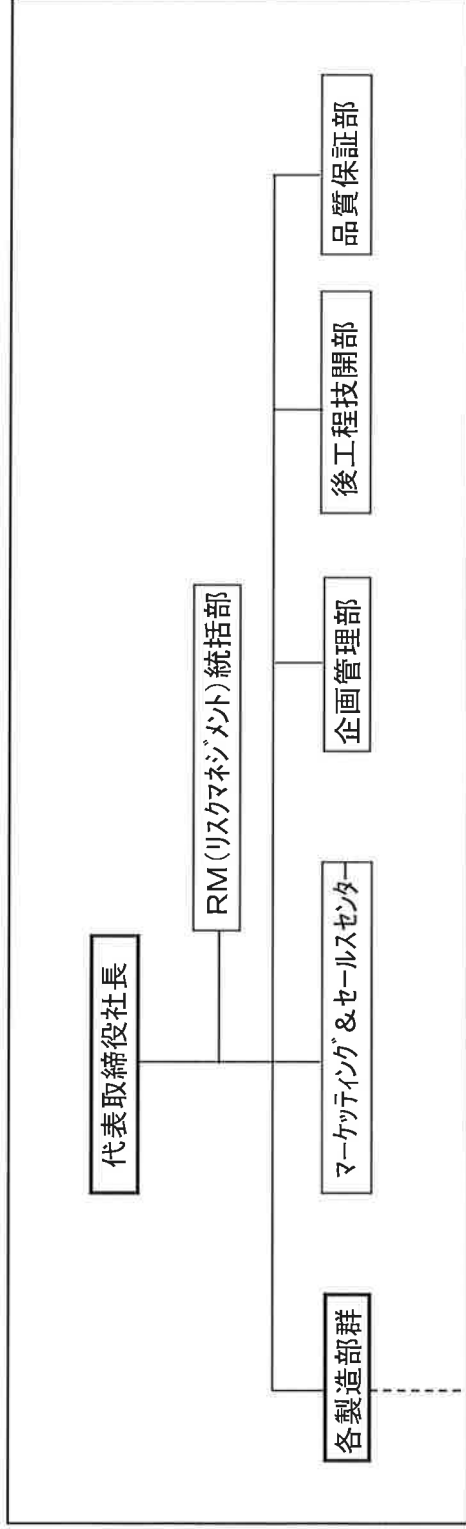 代表取締役社長
RM(リスクマネジメント)統括部
各製造部群
マーケッティング&セールスセンター
企画管理部
後工程技開部
品質保証部